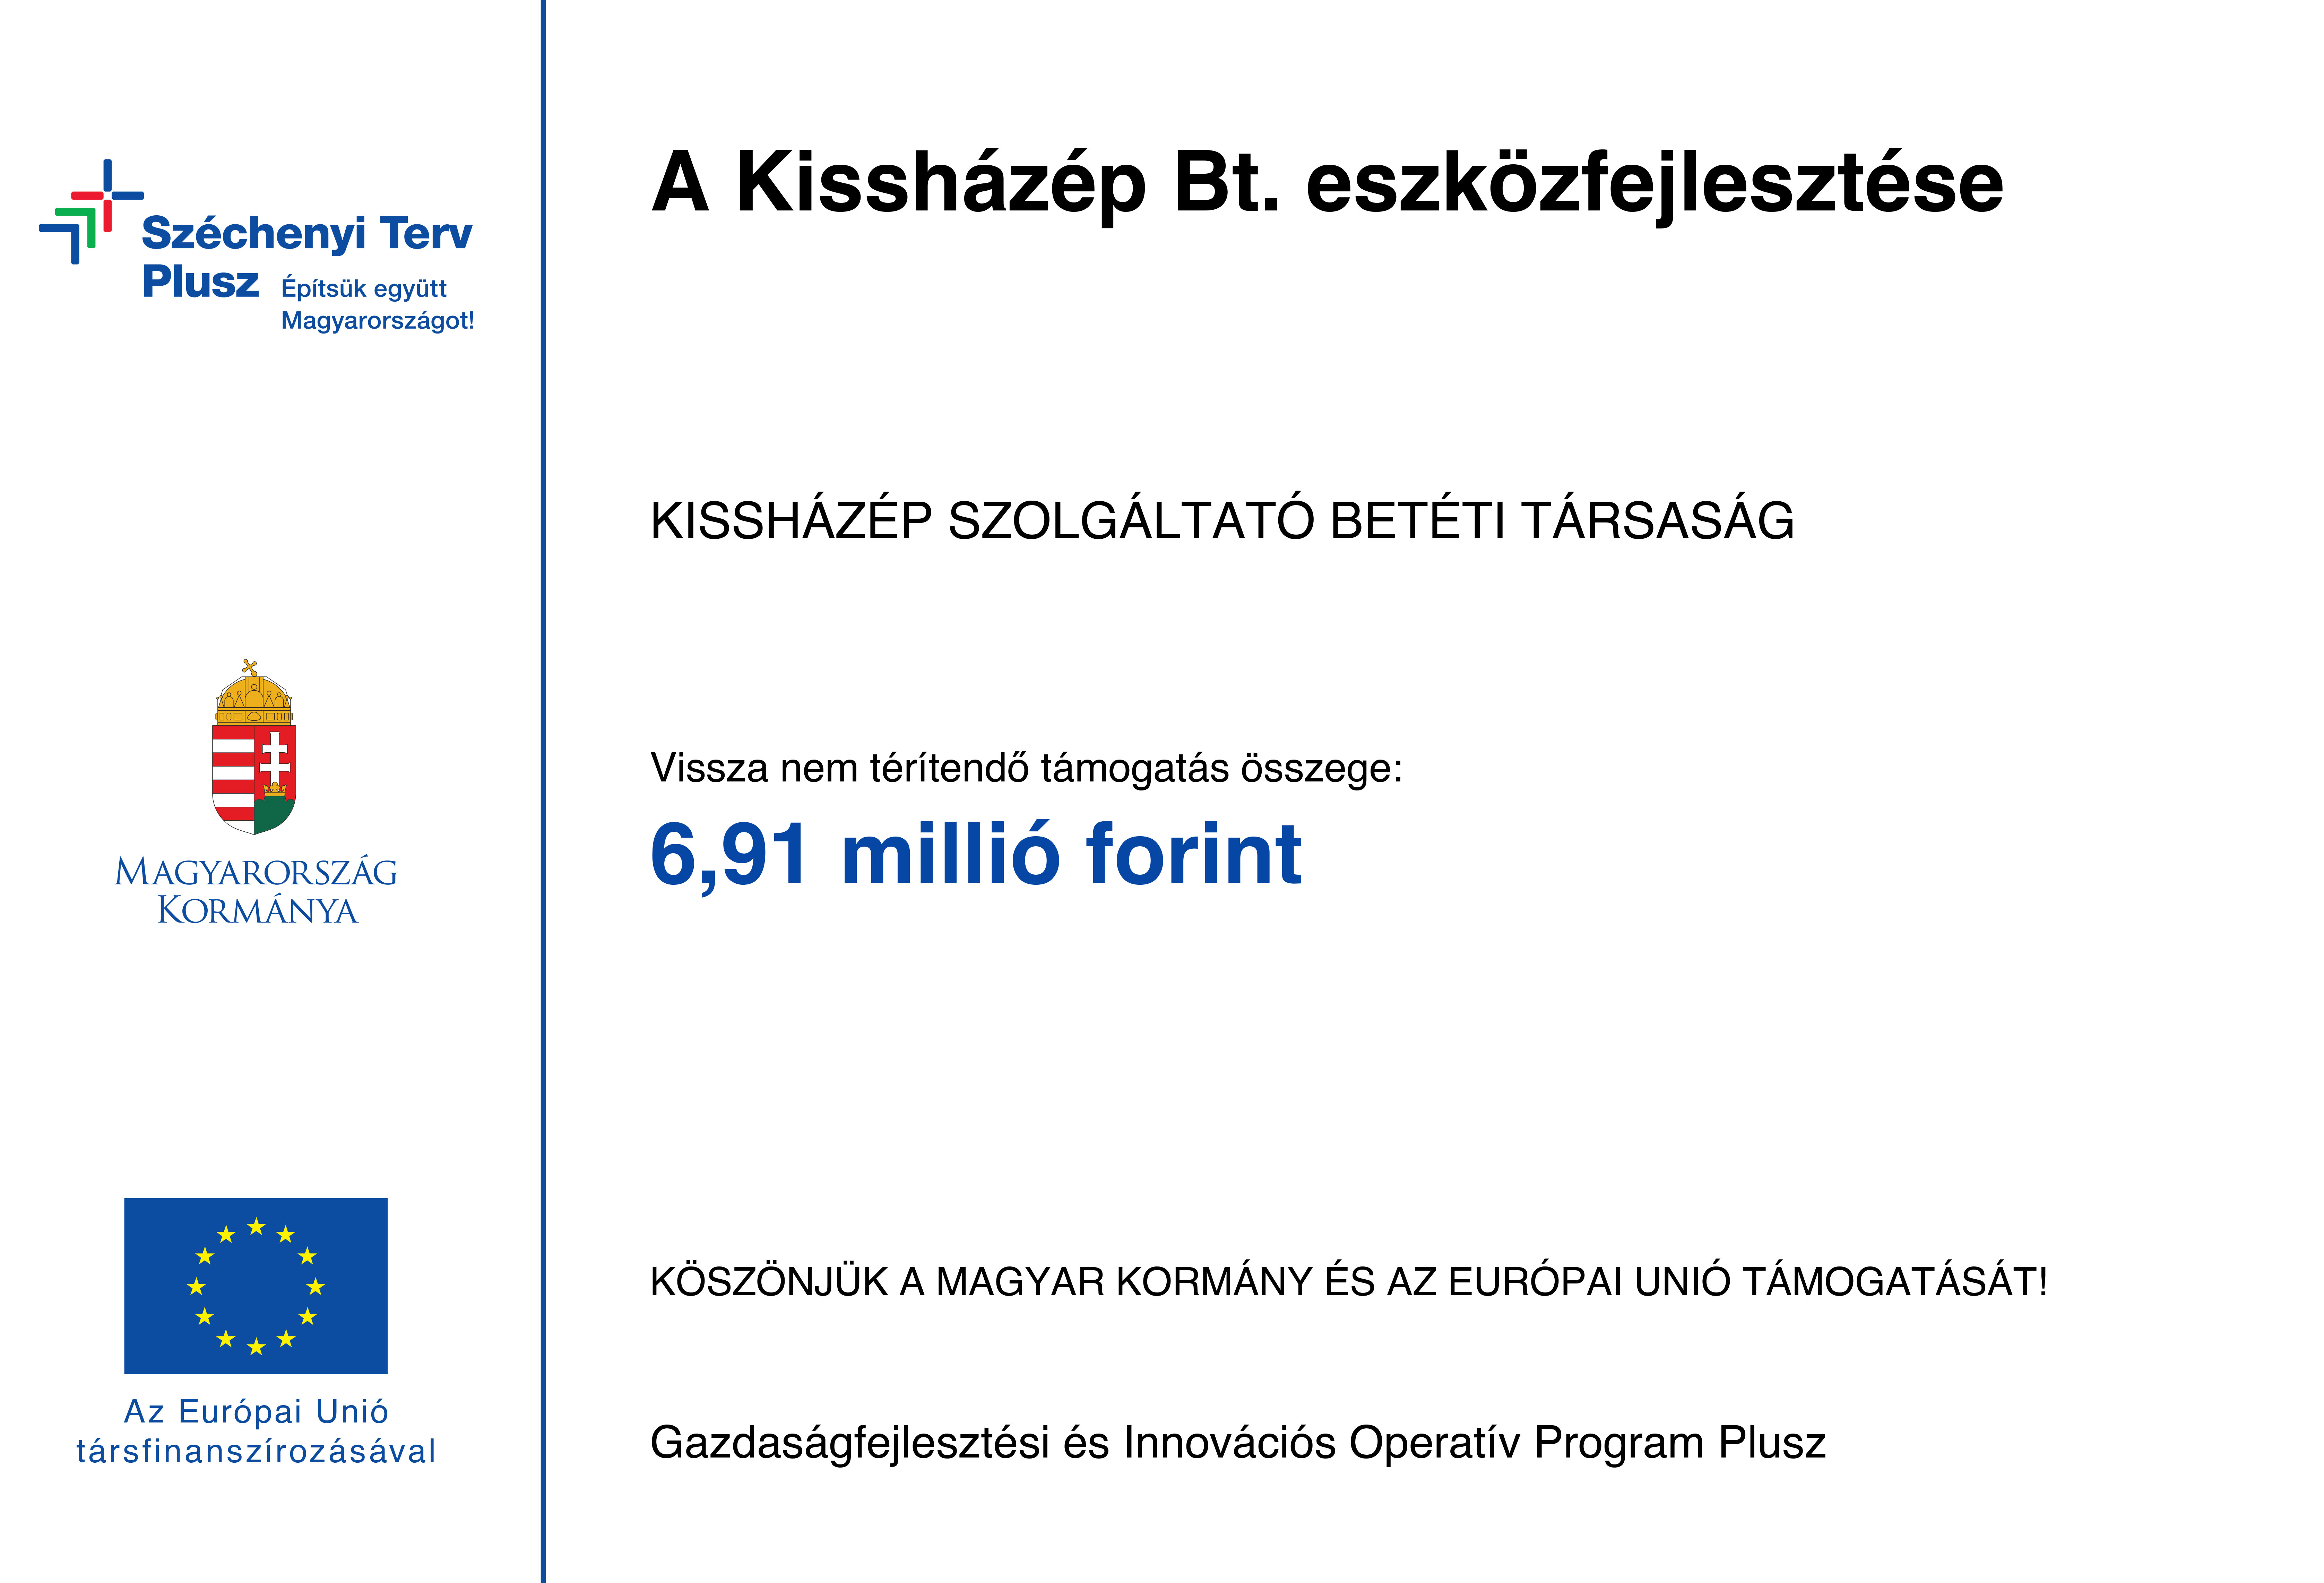 Széchenyi Terv
Plusz
Építsük együtt
Magyarországot!
MAGYARORSZÁG
KORMÁNYA
Az Európai Unió
társfinanszírozásával
A Kissházép Bt. eszközfejlesztése
KISSHÁZÉP SZOLGÁLTATÓ BETÉTI TÁRSASÁG
Vissza nem térítendő támogatás összege:
6,91 millió forint
KÖSZÖNJÜK A MAGYAR KORMÁNY ÉS AZ EURÓPAI UNIÓ TÁMOGATÁSÁT!
Gazdaságfejlesztési és Innovációs Operatív Program Plusz